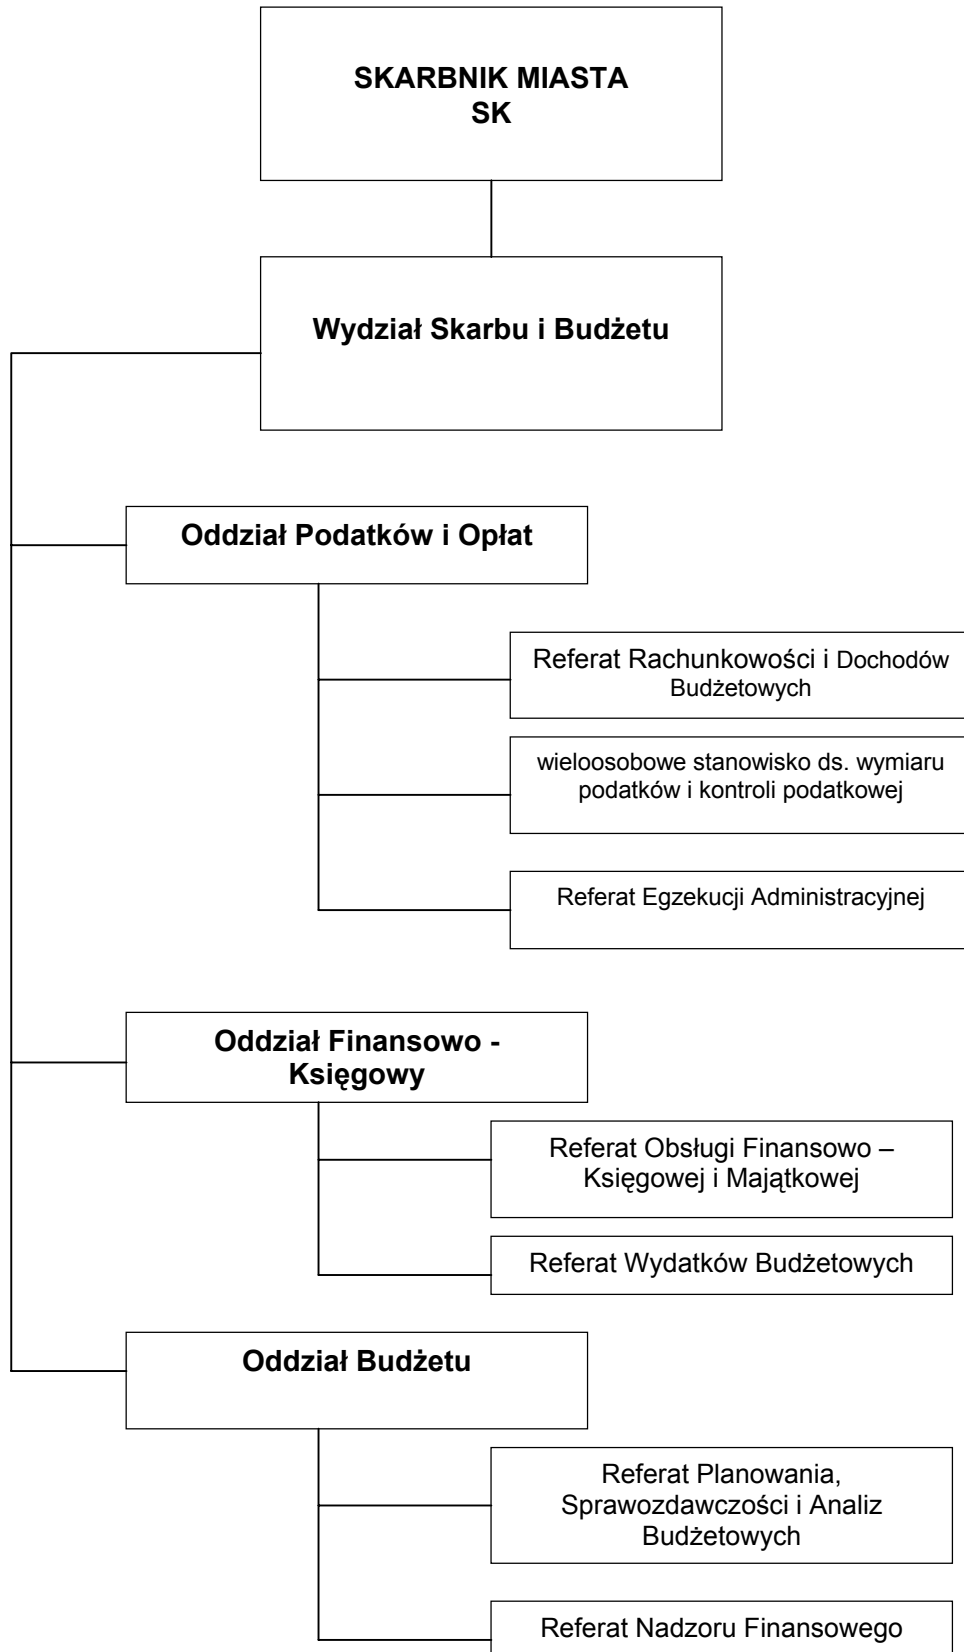 SKARBNIK MIASTA
SK
Wydział Skarbu i Budżetu
Oddział Podatków i Opłat
Referat Rachunkowości i Dochodów
Budżetowych
wieloosobowe stanowisko ds. wymiaru
podatków i kontroli podatkowej
Referat Egzekucji Administracyjnej
Oddział Finansowo -
Księgowy
Referat Obsługi Finansowo –
Księgowej i Majątkowej
Referat Wydatków Budżetowych
Oddział Budżetu
Referat Planowania,
Sprawozdawczości i Analiz
Budżetowych
Referat Nadzoru Finansowego